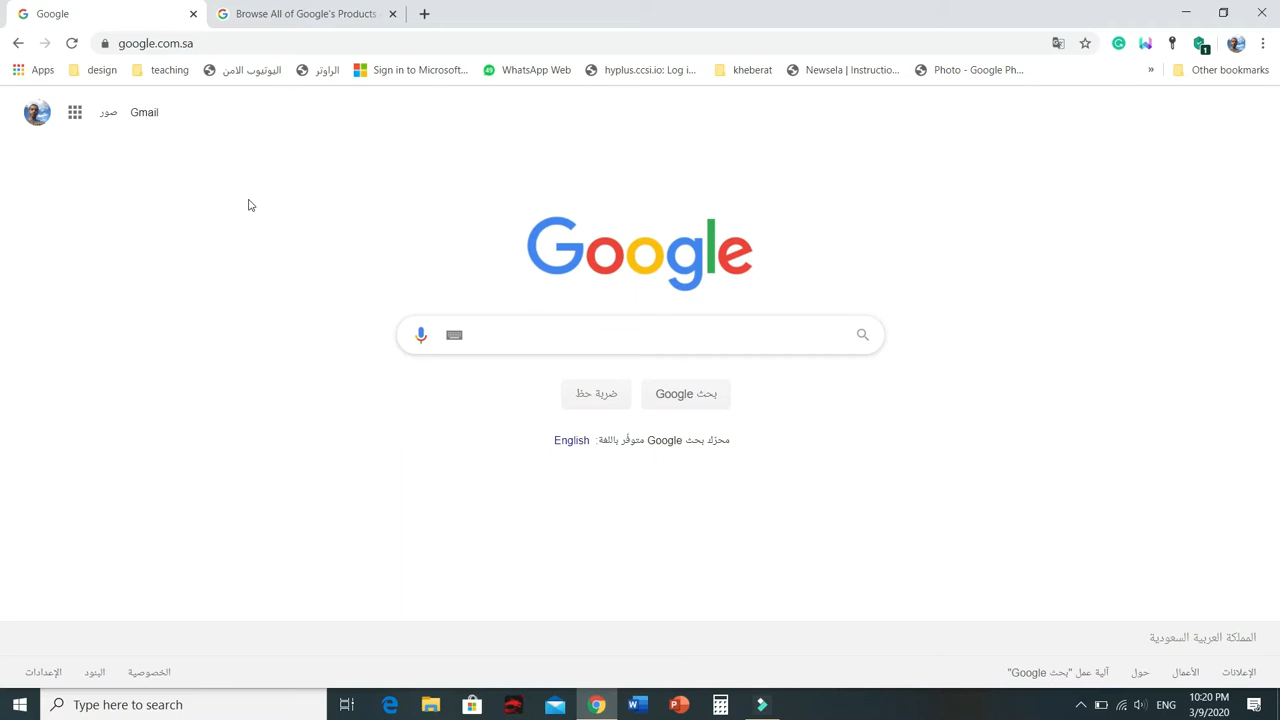 Google
Browse All of Google's Products
google.com.sa
Apps
design
teaching
اليوتيوب الامن
الراوتر
Sign in to Microsoft...
WhatsApp Web
hyplus.ccsi.io: Log i...
kheberat
Newsela | Instructio...
Photo - Google Ph...
»
Other bookmarks
صور
Gmail
Google
بحث Google
ضربة حظ
محرّك بحث Google متوفّر باللغة: English
المملكة العربية السعودية
الإعلانات
الأعمال
حول
آلية عمل "بحث Google"
الخصوصية
البنود
الإعدادات
Type here to search
ENG
10:20 PM
3/9/2020